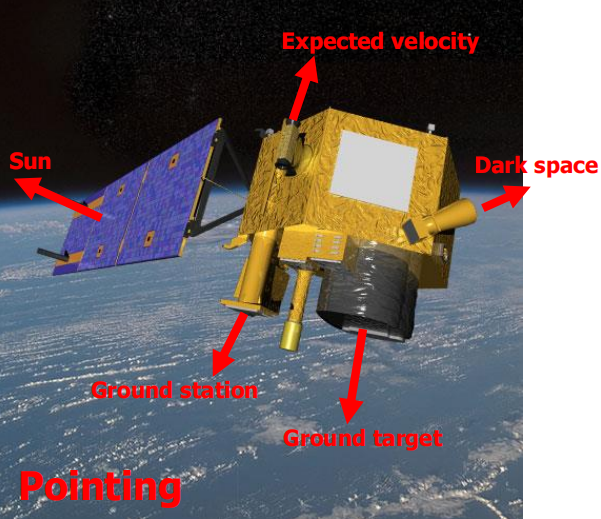 Expected velocity
Sun
Dark space
Ground station
Ground target
Pointing